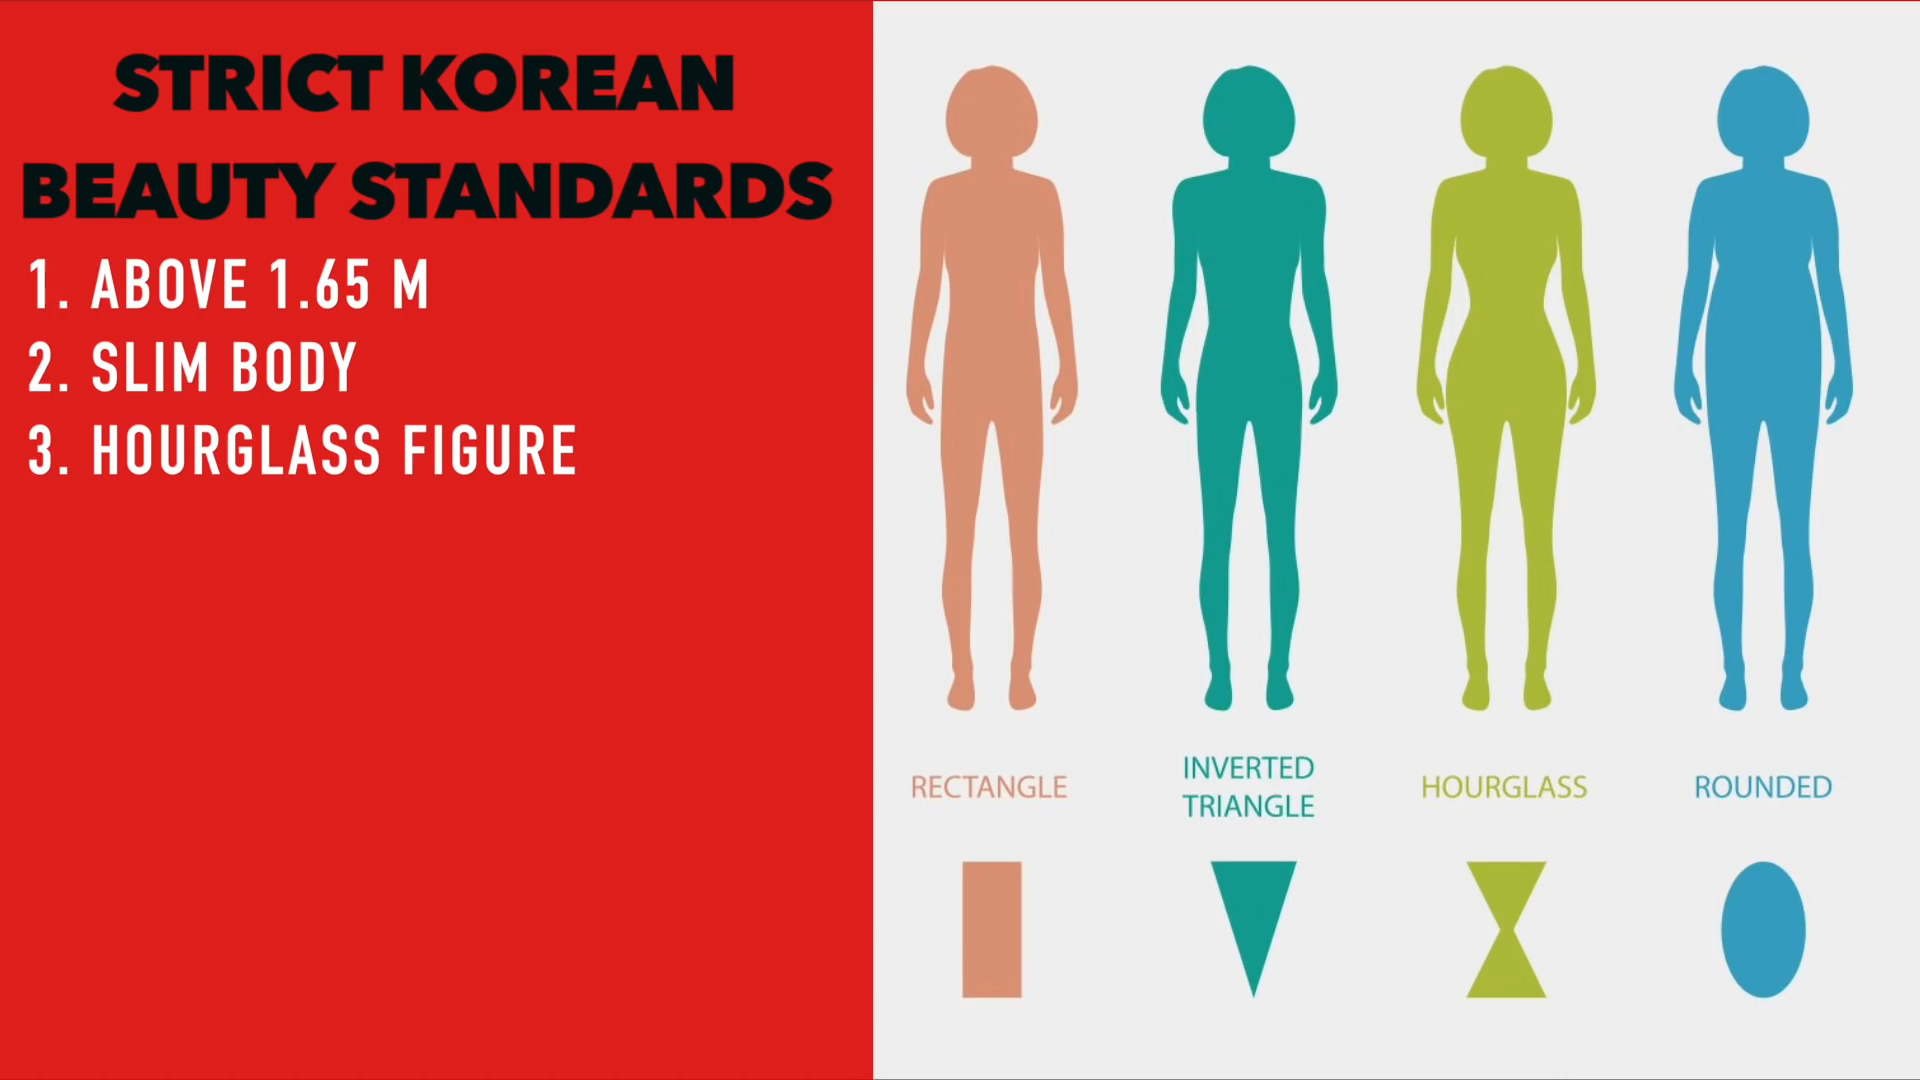 STRICT KOREAN
BEAUTY STANDARDS
1. ABOVE 1.65 M
2. SLIM BODY
3. HOURGLASS FIGURE
RECTANGLE
INVERTED
TRIANGLE
HOURGLASS
ROUNDED